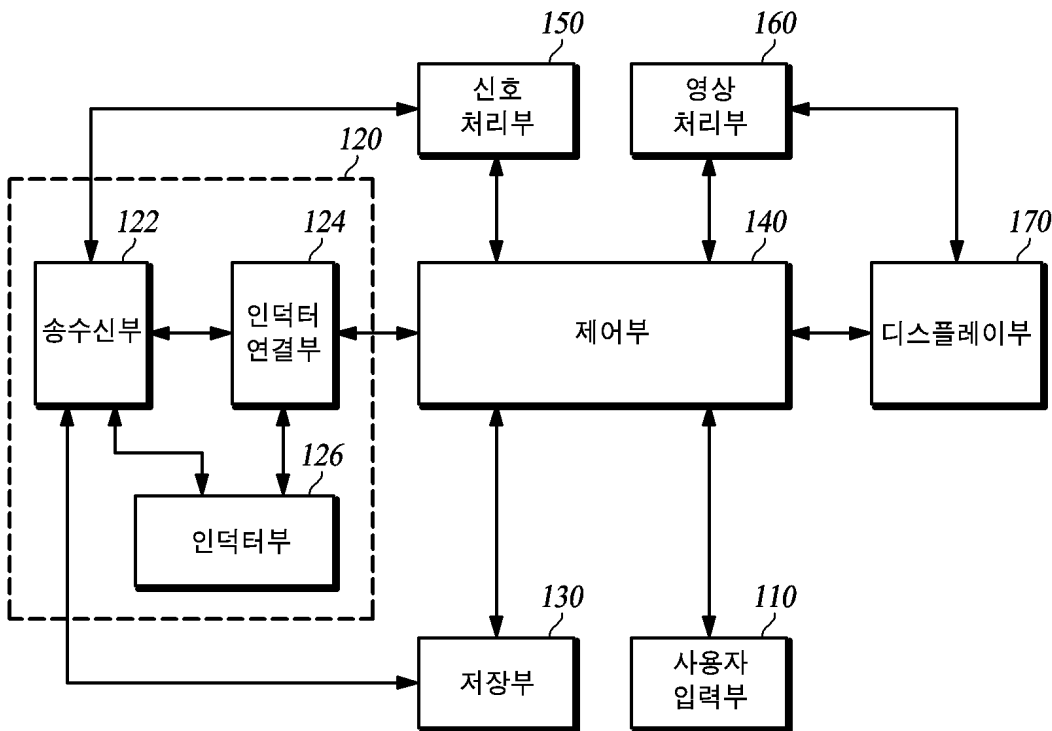 150
신호
처리부
160
영상
처리부
120
122
송수신부
124
인덕터
연결부
140
제어부
170
디스플레이부
126
인덕터부
130
저장부
110
사용자
입력부